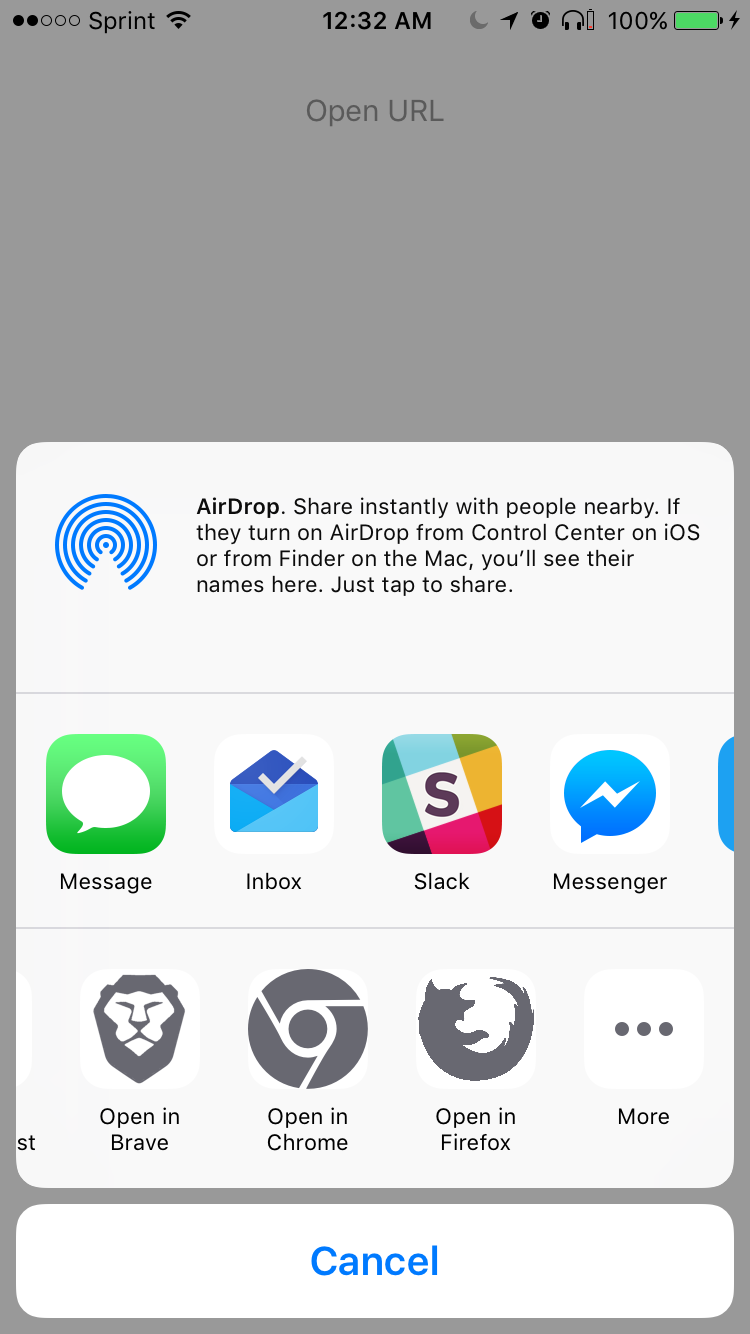 Sprint 12:32 AM 100%
Open URL
AirDrop. Share instantly with people nearby. If
they turn on AirDrop from Control Center on iOS
or from Finder on the Mac, you’ll see their
names here. Just tap to share.
S
Message Inbox Slack Messenger
Open in Open in Open in More
st Brave Chrome Firefox
Cancel